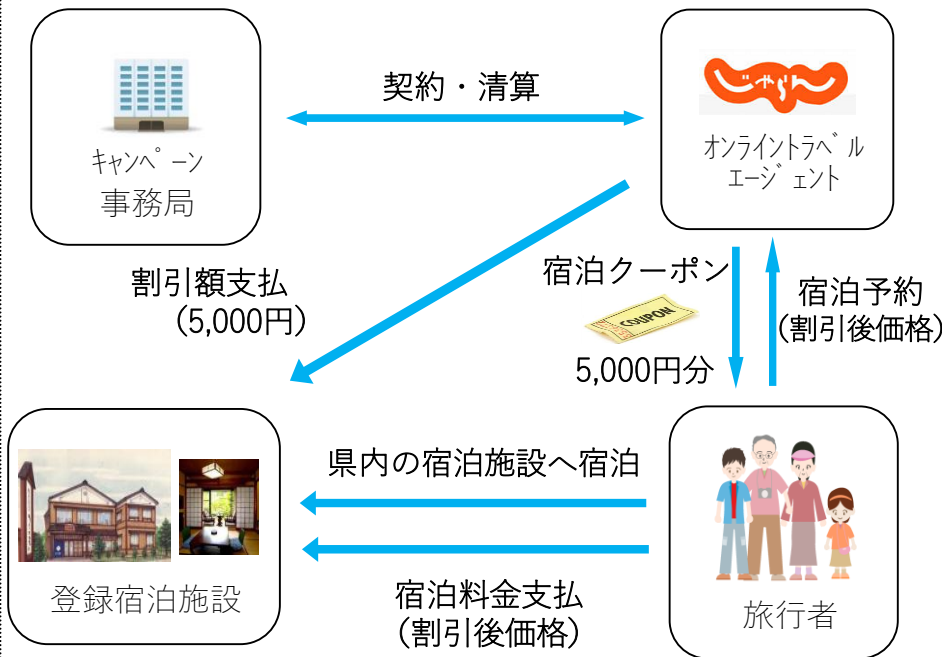 契約・清算
じゃらん
キャンペーン
事務局
オンライントラベル
エージェント
割引額支払
(5,000円)
宿泊クーポン
COUPON
5,000円分
宿泊予約
(割引後価格)
県内の宿泊施設へ宿泊
登録宿泊施設
宿泊料金支払
(割引後価格)
旅行者